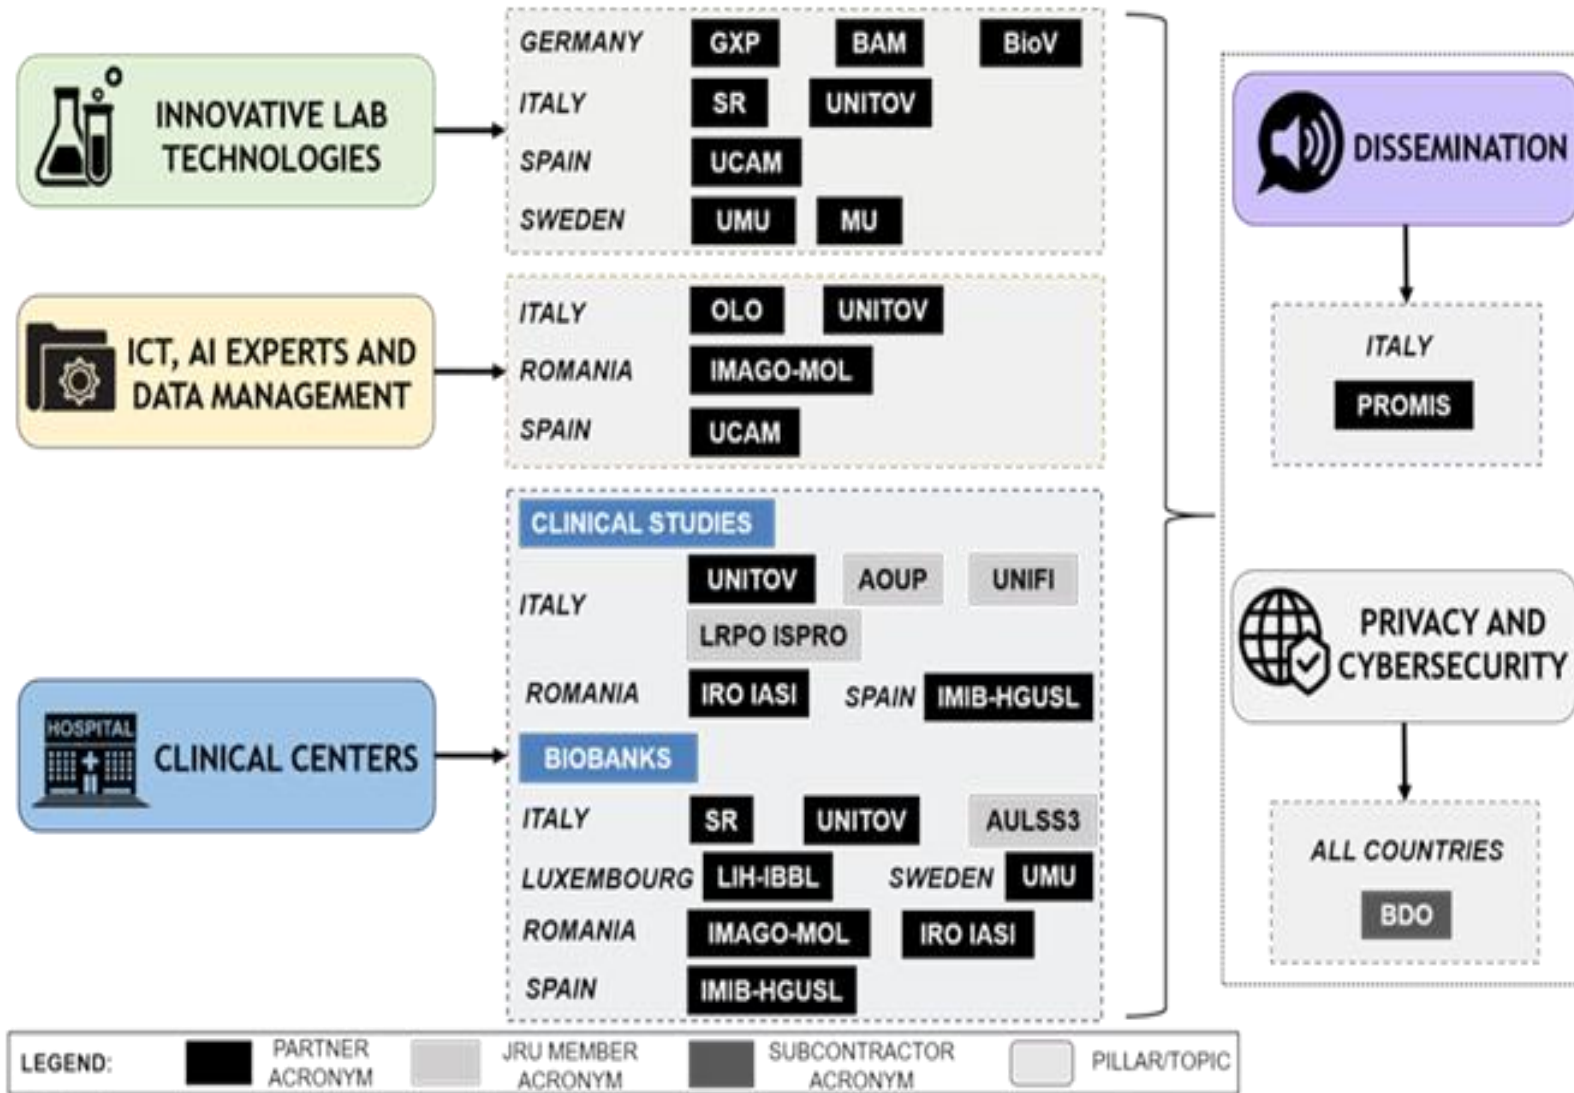 INNOVATIVE LAB
TECHNOLOGIES
GERMANY GXP BAM BioV
ITALY SR UNITOV
SPAIN UCAM
SWEDEN UMU MU
ICT, AI EXPERTS AND
DATA MANAGEMENT
ITALY OLO UNITOV
ROMANIA IMAGO-MOL
SPAIN UCAM
HOSPITAL
CLINICAL CENTERS
CLINICAL STUDIES
ITALY UNITOV AOUP UNIFI
LRPO ISPRO
ROMANIA IRO IASI SPAIN IMIB-HGUSL
BIOBANKS
ITALY SR UNITOV AULSS3
LUXEMBOURG LIH-IBBL SWEDEN UMU
ROMANIA IMAGO-MOL IRO IASI
SPAIN IMIB-HGUSL
DISSEMINATION
ITALY
PROMIS
PRIVACY AND
CYBERSECURITY
ALL COUNTRIES
BDO
LEGEND:
PARTNER
ACRONYM
JRU MEMBER
ACRONYM
SUBCONTRACTOR
ACRONYM
PILLAR/TOPIC